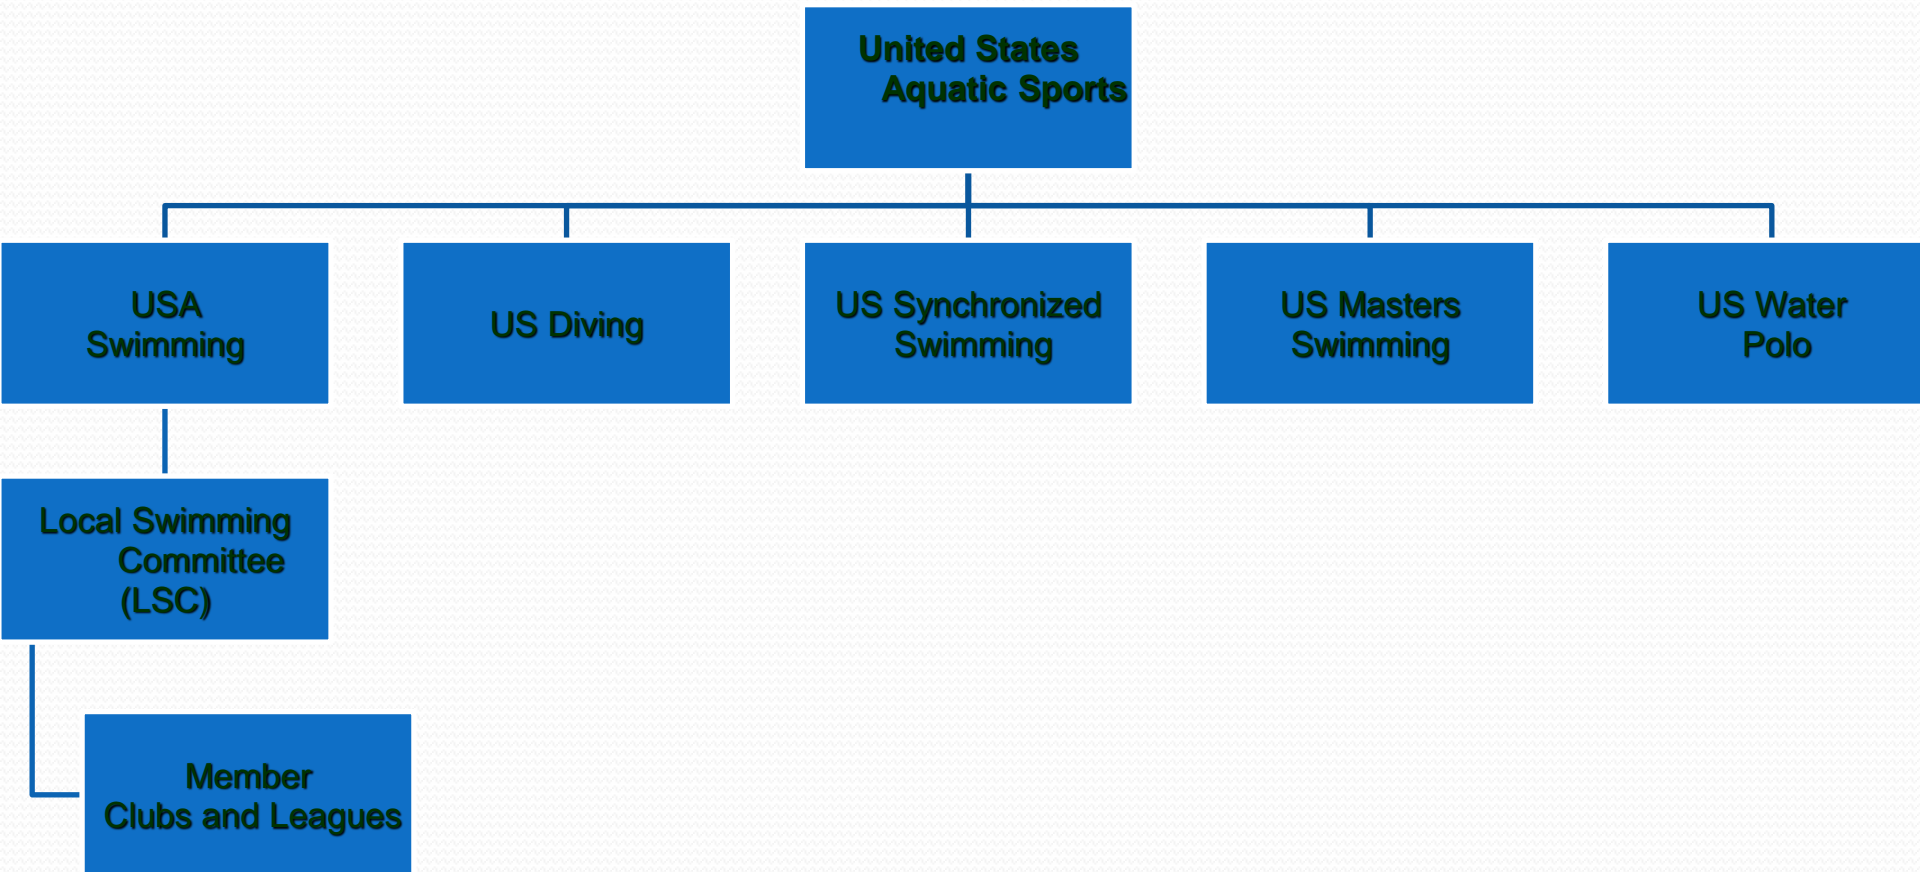 United States
Aquatic Sports
USA
Swimming
US Diving
US Synchronized
Swimming
US Masters
Swimming
US Water
Polo
Local Swimming
Committee
(LSC)
Member
Clubs and Leagues